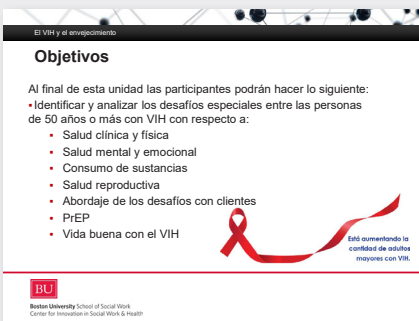 El VIH y el envejecimiento
Objetivos
Al final de esta unidad las participantes podrán hacer lo siguiente:
▪Identificar y analizar los desafíos especiales entre las personas
de 50 años o más con VIH con respecto a:
▪ Salud clínica y física
▪ Salud mental y emocional
▪ Consumo de sustancias
▪ Salud reproductiva
▪ Abordaje de los desafíos con clientes
▪ PrEP
▪ Vida buena con el VIH
Está aumentando la
cantidad de adultos
mayores con VIH.
BU
Boston University School of Social Work
Center for Innovation in Social Work & Health